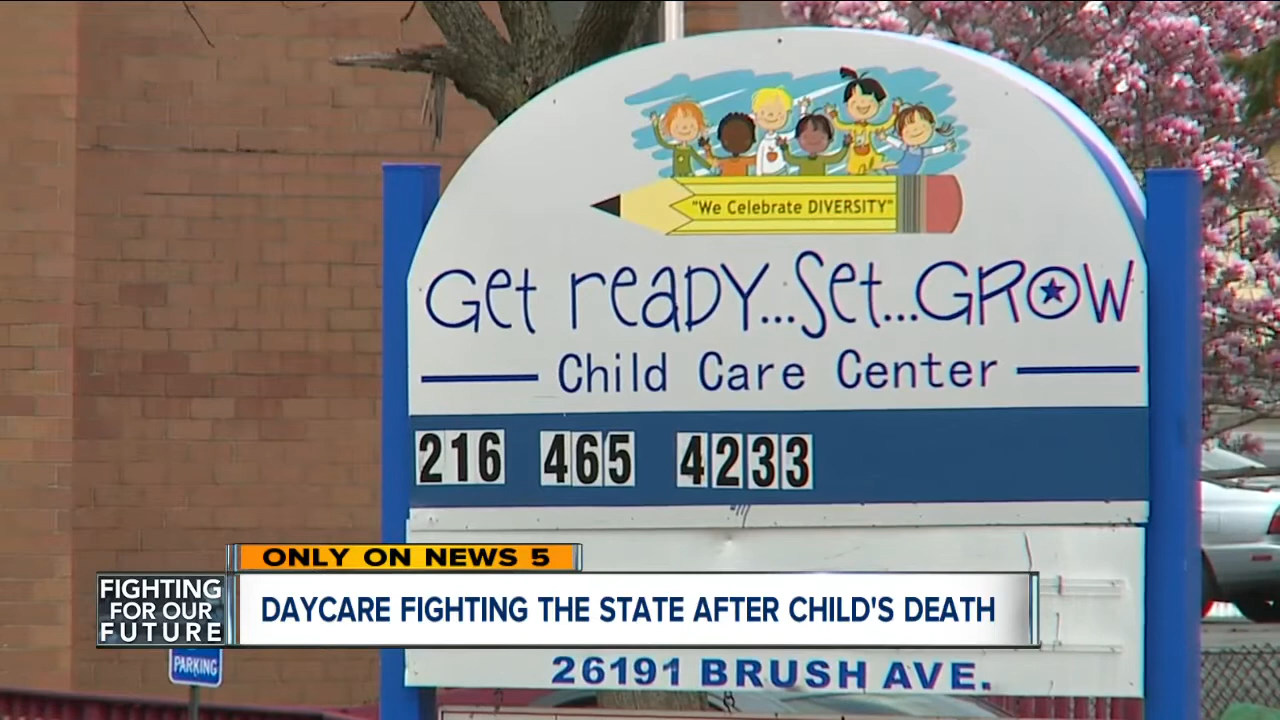 "We Celebrate DIVERSITY"
Get reaDY...Set...GROW
Child Care Center
216 465 4233
ONLY ON NEWS 5
FIGHTING
FOR OUR
FUTURE
DAYCARE FIGHTING THE STATE AFTER CHILD'S DEATH
PARKING
26191 BRUSH AVE.